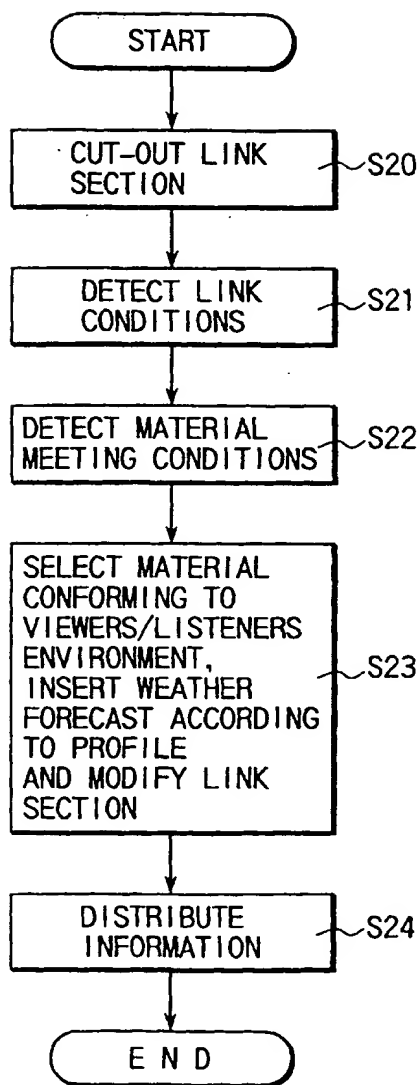 START
CUT-OUT LINK
SECTION
S20
DETECT LINK
CONDITIONS
S21
DETECT MATERIAL
MEETING CONDITIONS
S22
SELECT MATERIAL
CONFORMING TO
VIEWERS/LISTENERS
ENVIRONMENT,
INSERT WEATHER
FORECAST ACCORDING
TO PROFILE
AND MODIFY LINK
SECTION
S23
DISTRIBUTE
INFORMATION
S24
END